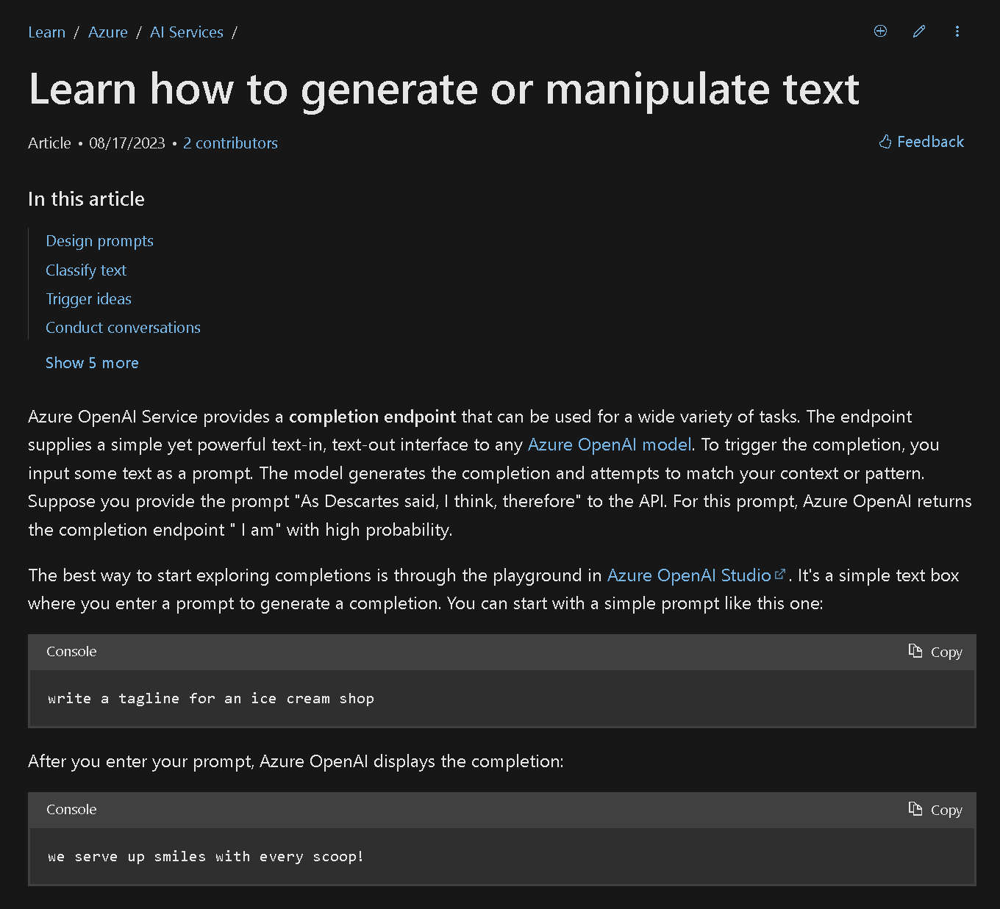 Learn / Azure / AI Services /
Learn how to generate or manipulate text
Article • 08/17/2023 • 2 contributors
Feedback
In this article
Design prompts
Classify text
Trigger ideas
Conduct conversations
Show 5 more
Azure OpenAI Service provides a completion endpoint that can be used for a wide variety of tasks. The endpoint
supplies a simple yet powerful text-in, text-out interface to any Azure OpenAI model. To trigger the completion, you
input some text as a prompt. The model generates the completion and attempts to match your context or pattern.
Suppose you provide the prompt "As Descartes said, I think, therefore" to the API. For this prompt, Azure OpenAI returns
the completion endpoint " I am" with high probability.
The best way to start exploring completions is through the playground in Azure OpenAI Studio. It's a simple text box
where you enter a prompt to generate a completion. You can start with a simple prompt like this one:
Console
Copy
write a tagline for an ice cream shop
After you enter your prompt, Azure OpenAI displays the completion:
Console
Copy
we serve up smiles with every scoop!